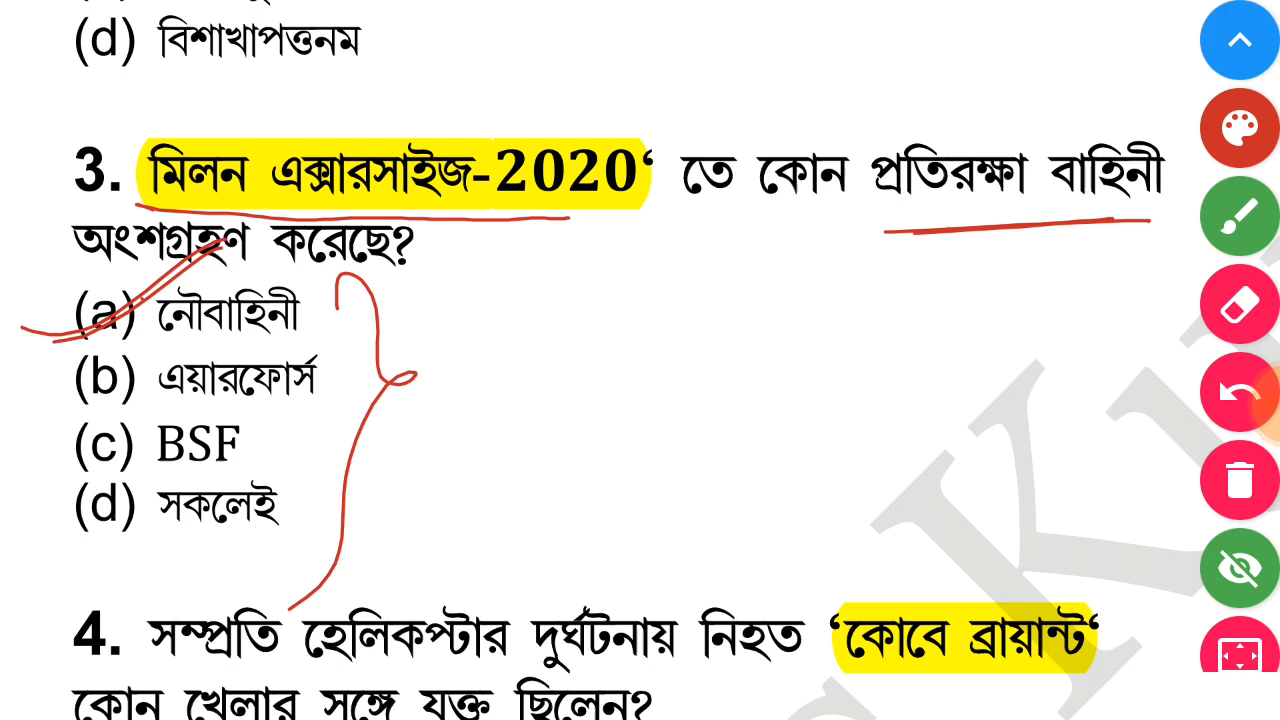 (d) বিশাখাপত্তনম
3. মিলন এক্সারসাইজ-2020‘ তে কোন প্রতিরক্ষা বাহিনী
অংশগ্রহণ করেছে?
(a) নৌবাহিনী
(b) এয়ারফোর্স
(c) BSF
(d) সকলেই
4. সম্প্রতি হেলিকপ্টার দুর্ঘটনায় নিহত ‘কোবে ব্রায়ান্ট‘
কোন খেলার সঙ্গে যুক্ত ছিলেন?